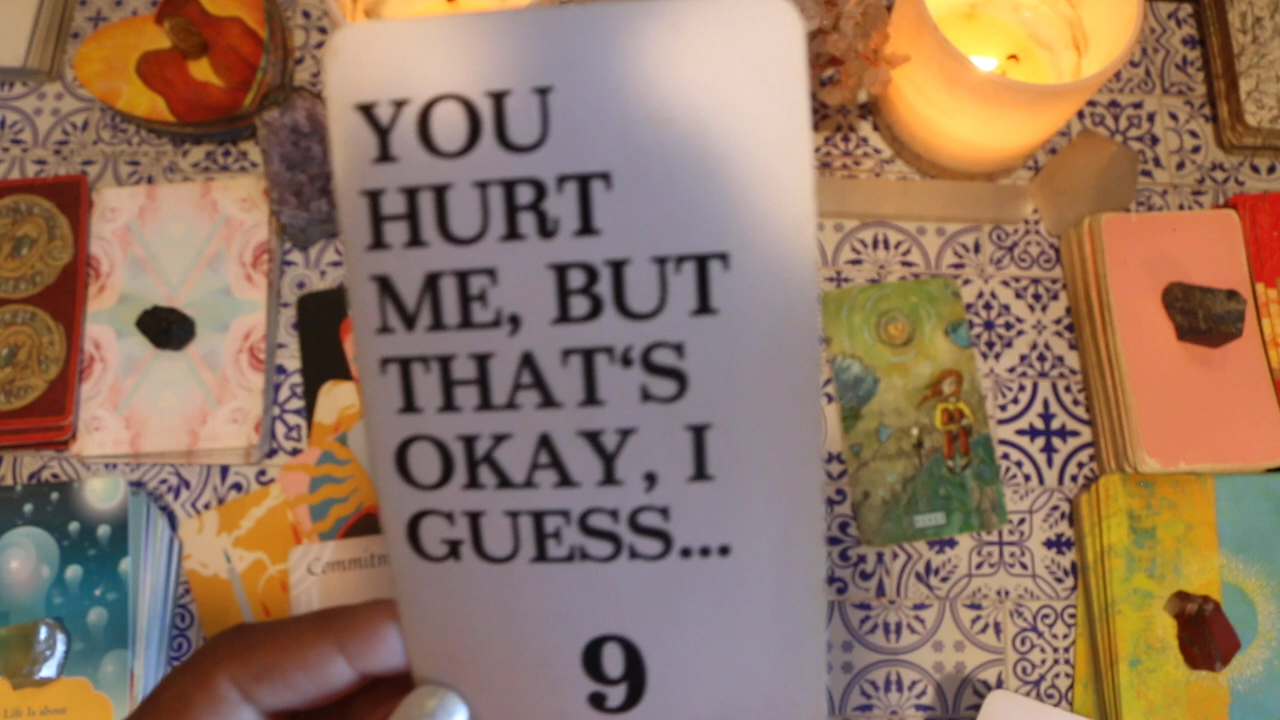 YOU
HURT
ME, BUT
THAT‘S
OKAY, I
GUESS...
9
Commitm
Life Is about